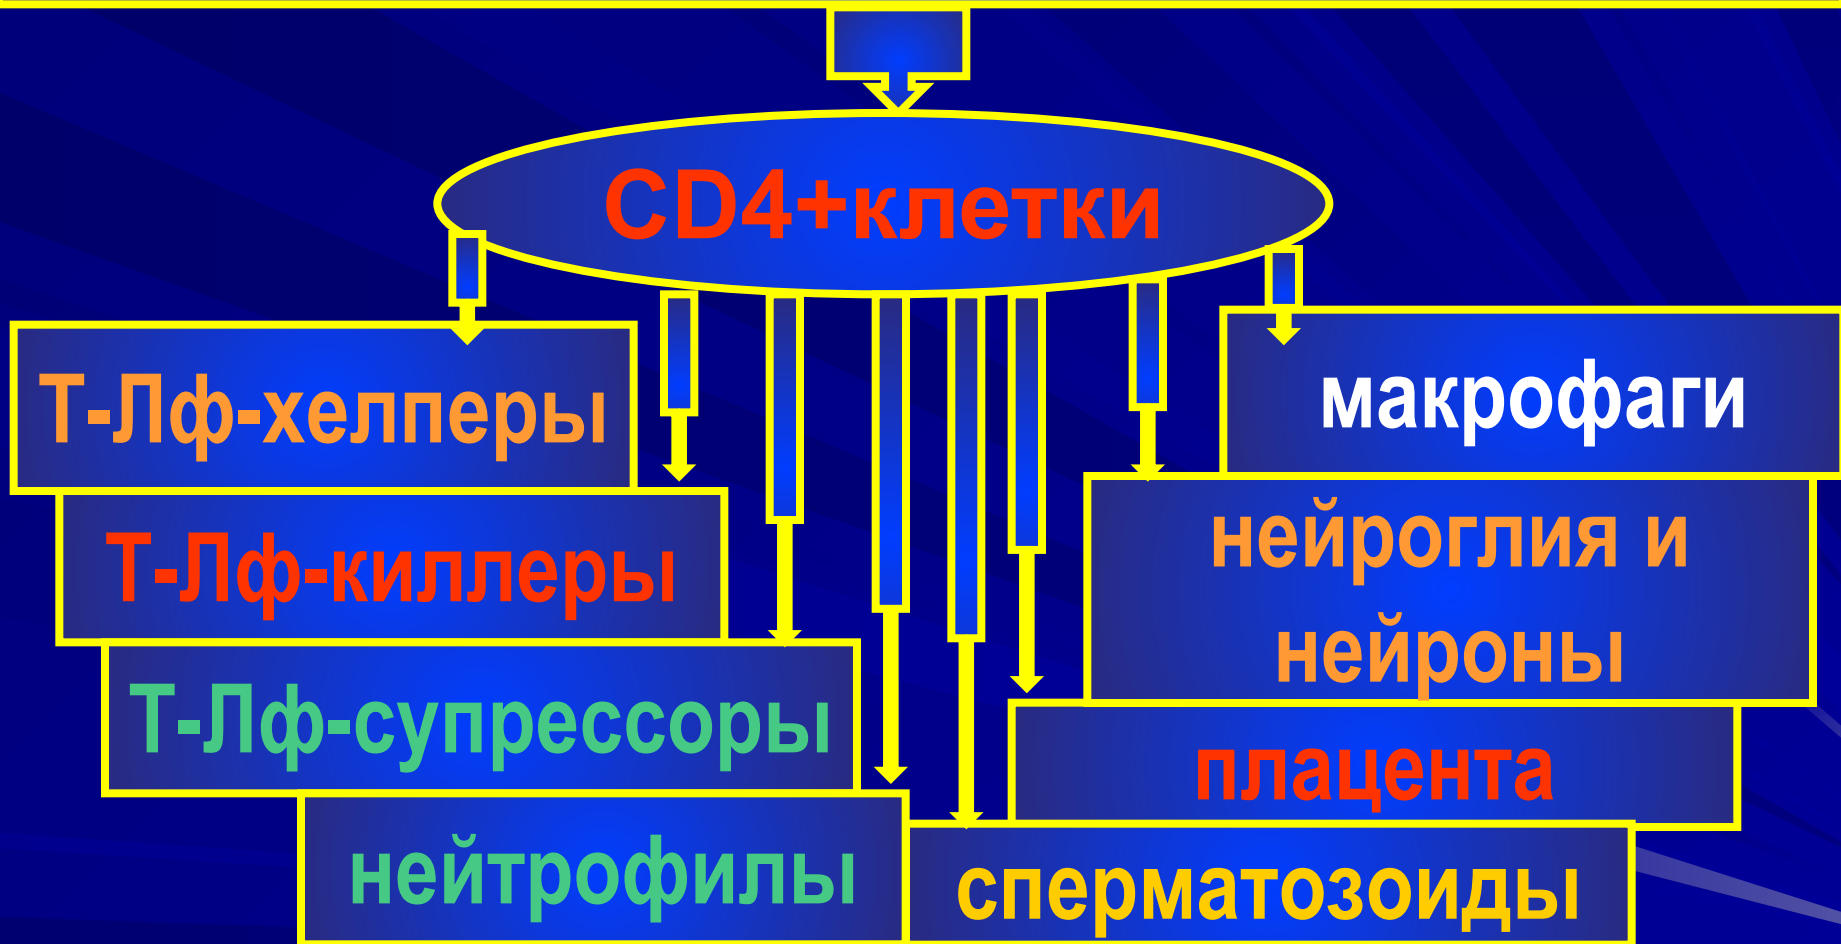 CD4+клетки
Т-Лф-хелперы
Т-Лф-киллеры
Т-Лф-супрессоры
нейтрофилы
макрофаги
нейроглия и
нейроны
плацента
сперматозоиды